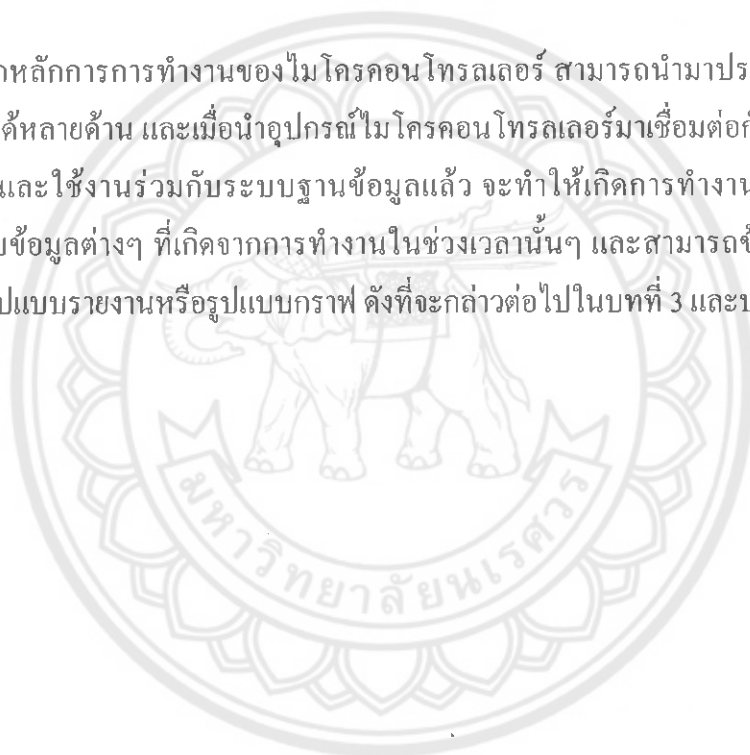 กหลักการการทำงานของไมโครคอนโทรลเลอร์ สามารถนำมาประ
ด้หลายด้าน และเมื่อนำอุปกรณ์ไมโครคอนโทรลเลอร์มาเชื่อมต่อกั
และใช้งานร่วมกับระบบฐานข้อมูลแล้ว จะทำให้เกิดการทำงาน
บข้อมูลต่างๆ ที่เกิดจากการทำงานในช่วงเวลานั้นๆ และสามารถ
ปแบบรายงานหรือรูปแบบกราฟ ดังที่จะกล่าวต่อไปในบทที่ 3 และบ
มหาวิทยาลัยนเรศวร